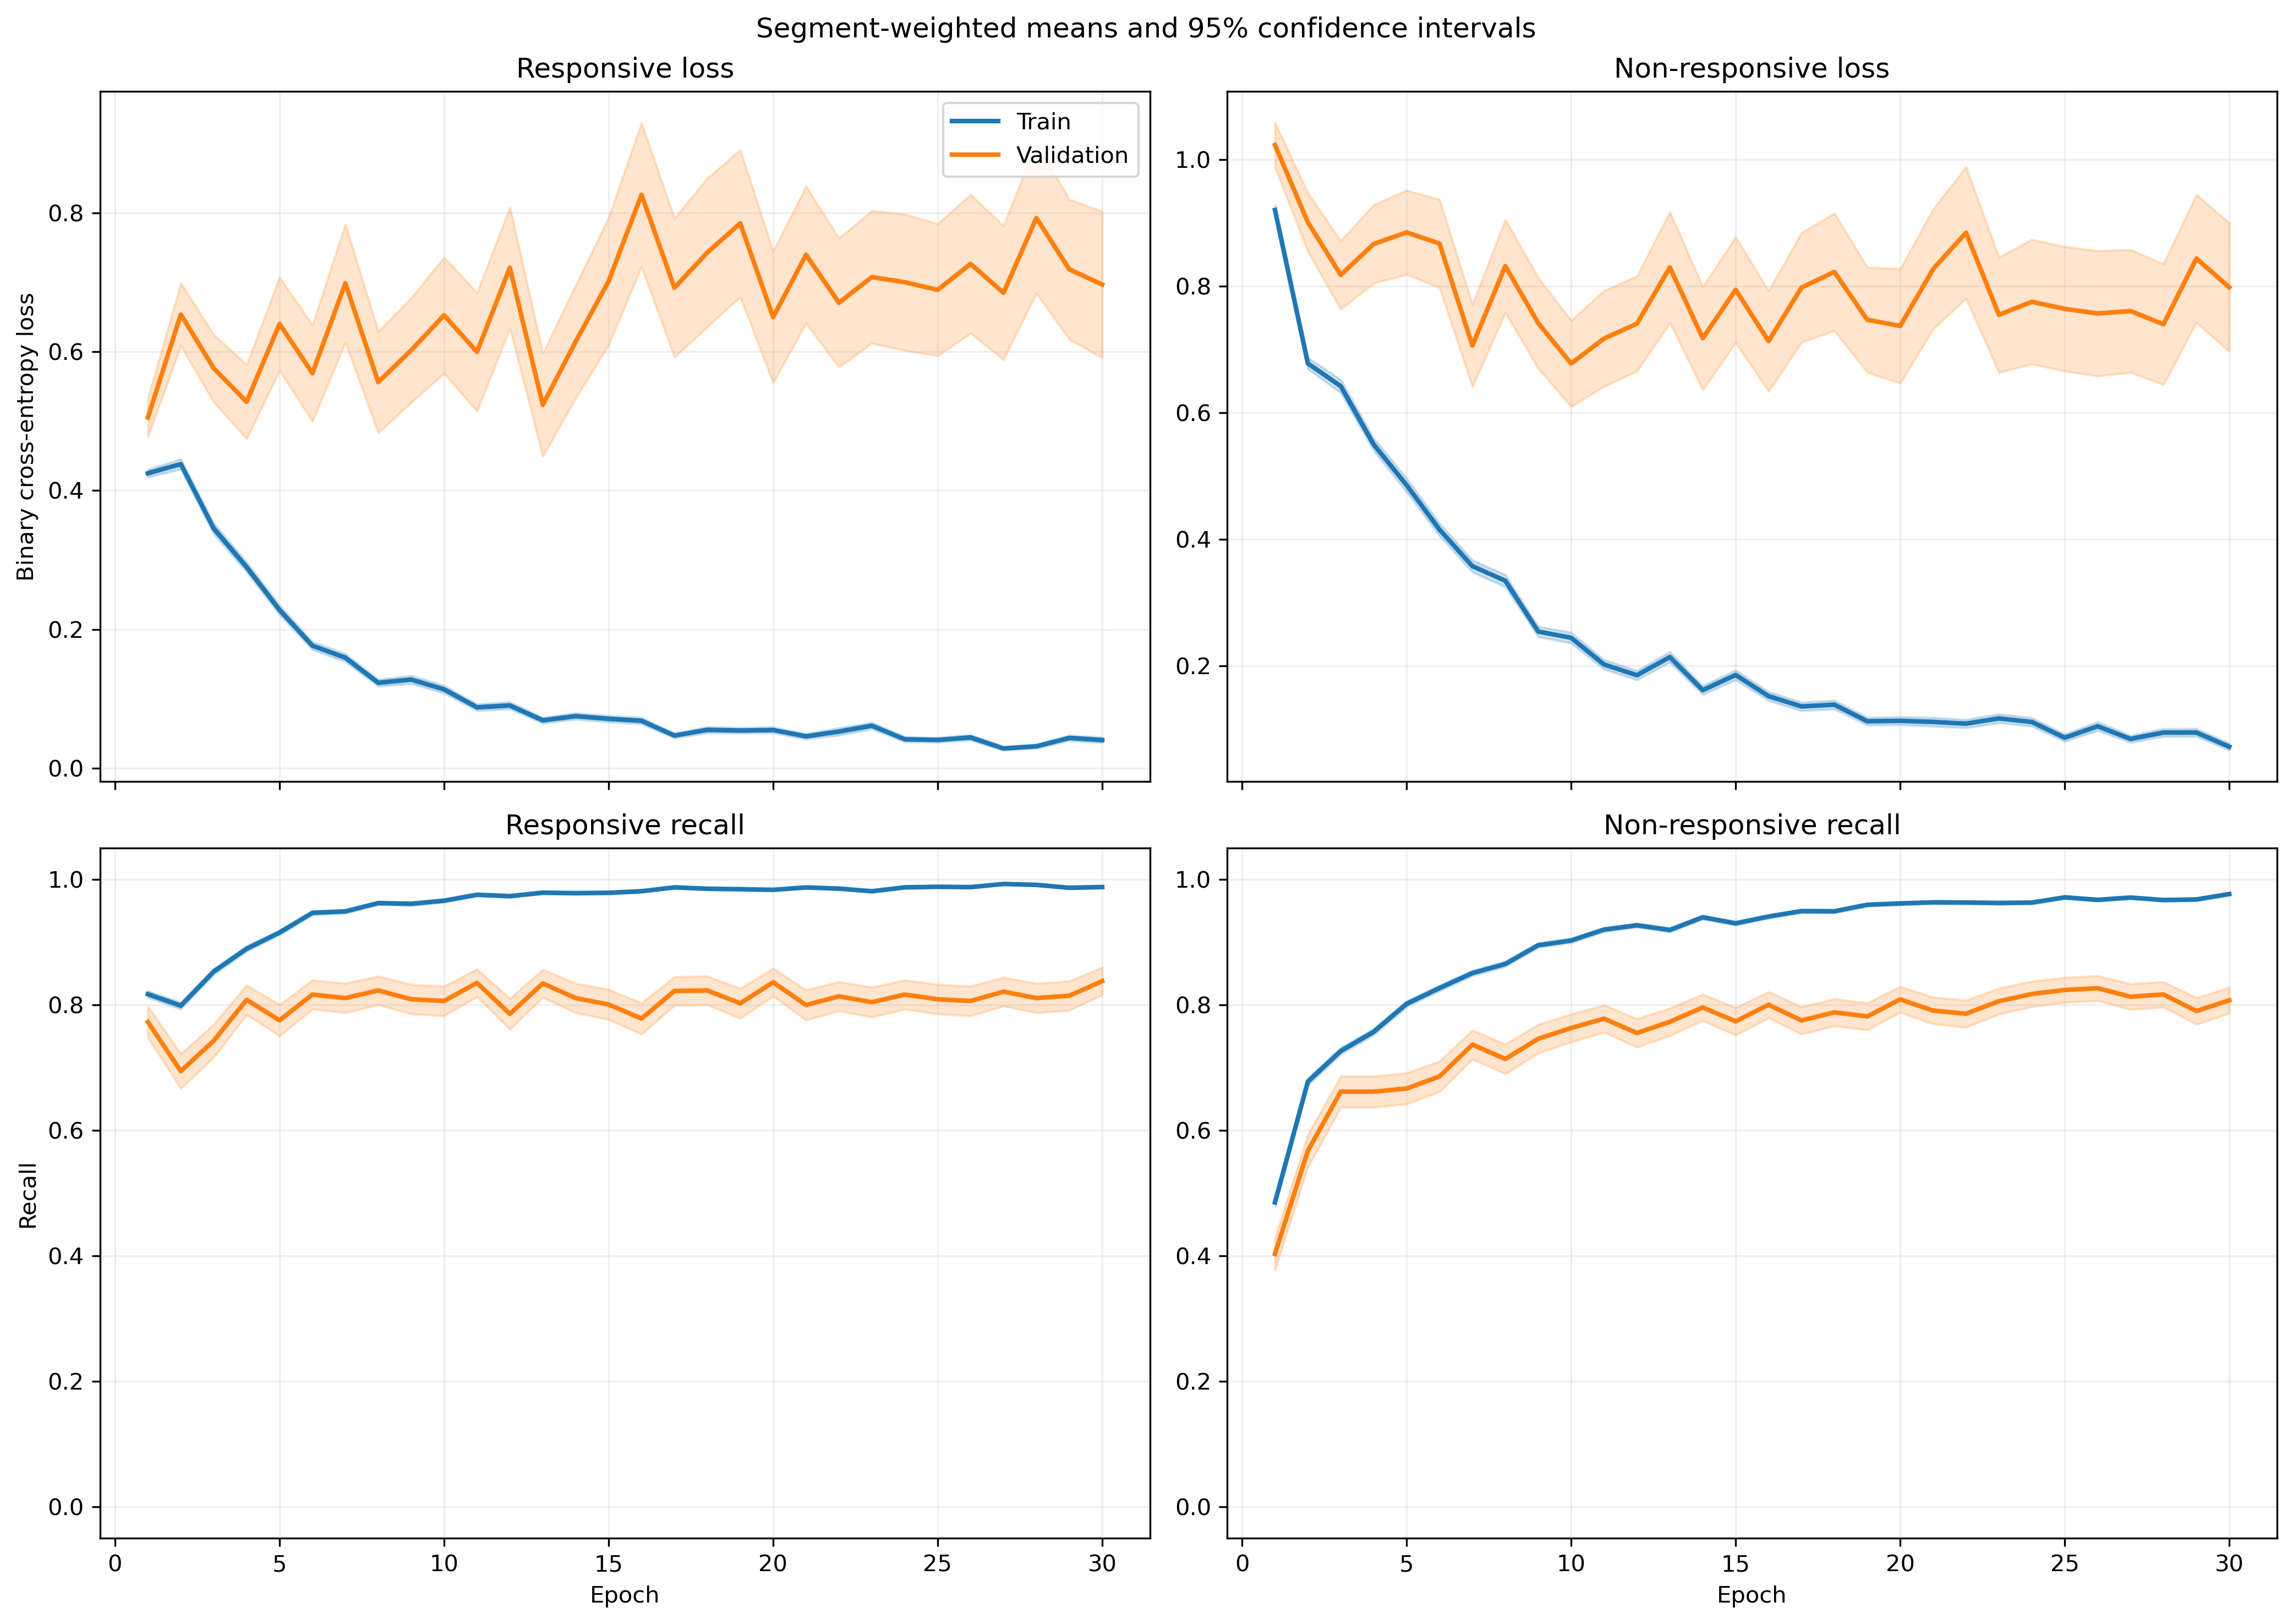 Segment-weighted means and 95% confidence intervals
Responsive loss
Non-responsive loss
Train
Validation
Binary cross-entropy loss
0.8
0.6
0.4
0.2
0.0
1.0
0.8
0.6
0.4
0.2
Responsive recall
Non-responsive recall
Recall
1.0
0.8
0.6
0.4
0.2
0.0
1.0
0.8
0.6
0.4
0.2
0.0
0 5 10 15 20 25 30
0 5 10 15 20 25 30
Epoch
Epoch